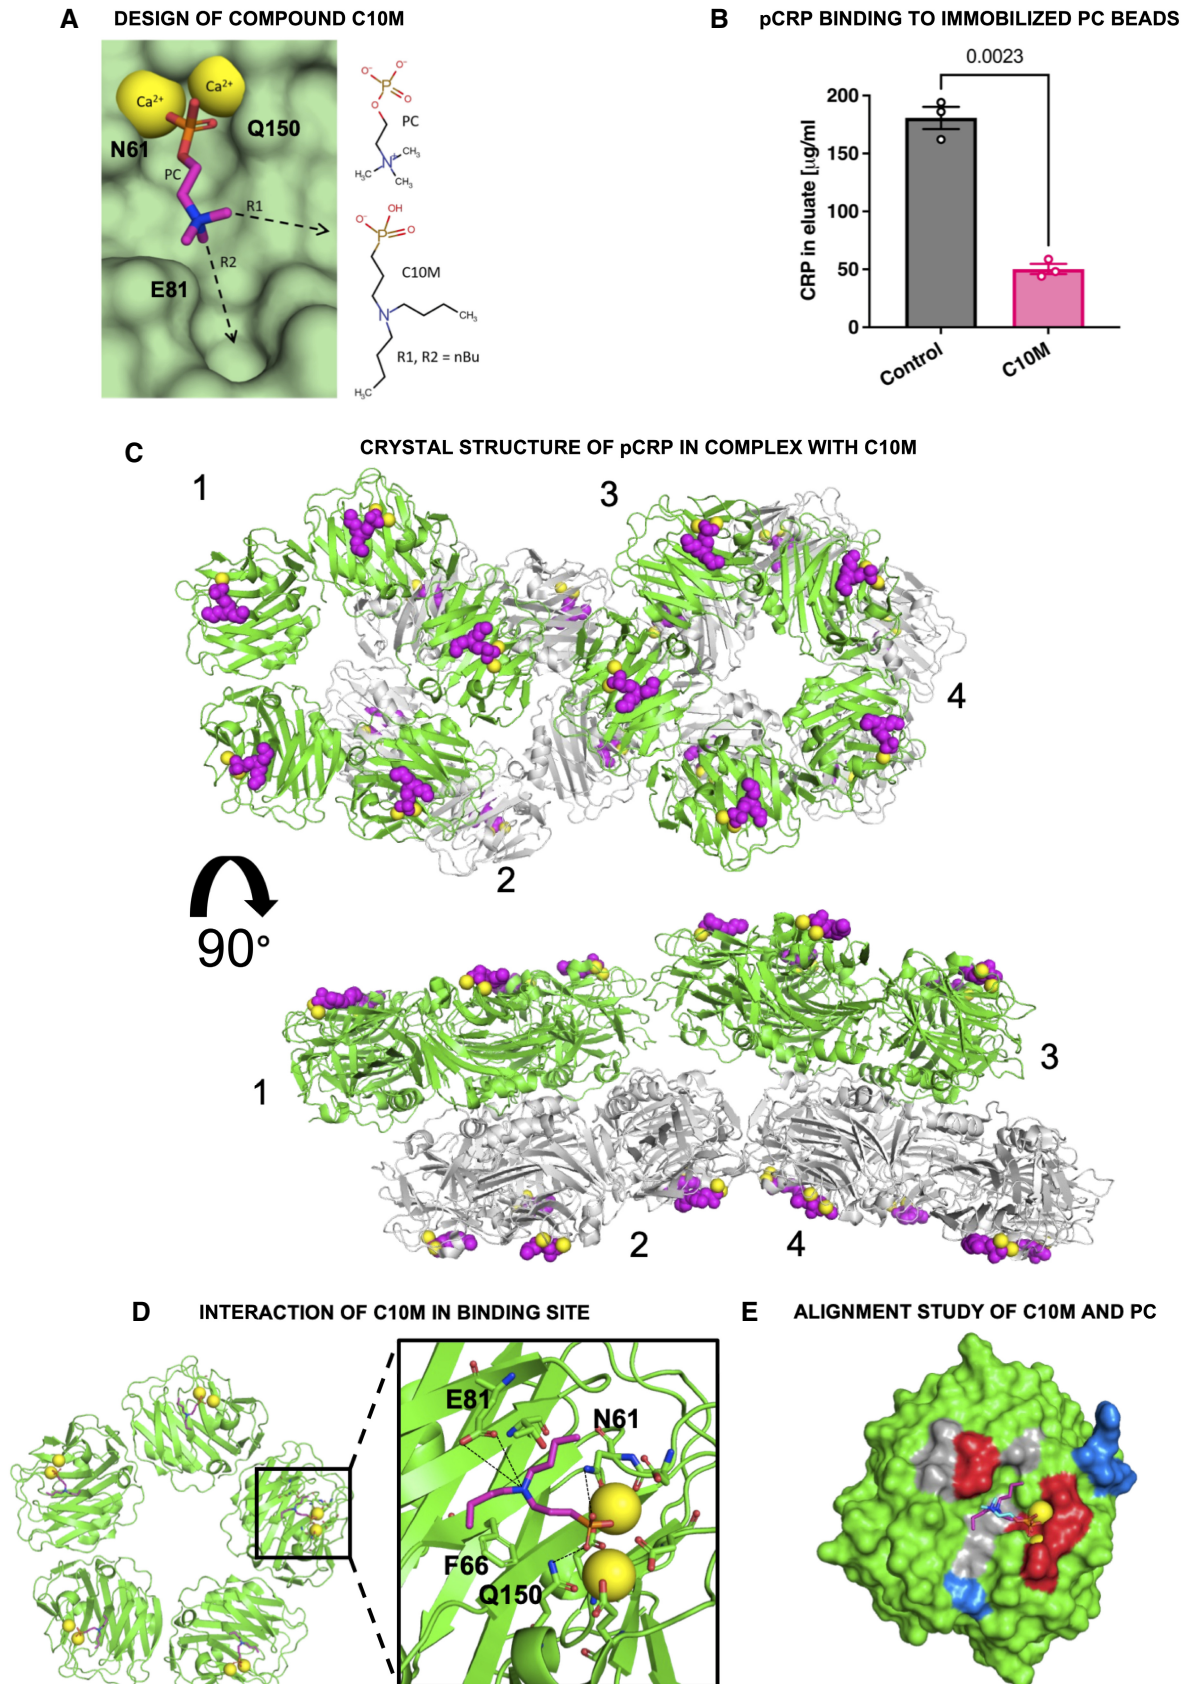 A DESIGN OF COMPOUND C10M
Ca²⁺
Ca²⁺
N61
Q150
PC
R1
R2
E81
O⁻
O⁻
P
O
O
PC
N⁺
CH₃
H₃C
CH₃
O⁻
OH
P
O
C10M
N
CH₃
R1, R2 = nBu
H₃C
B pCRP BINDING TO IMMOBILIZED PC BEADS
0.0023
CRP in eluate [µg/ml
200
150
100
50
0
Control
C10M
C CRYSTAL STRUCTURE OF pCRP IN COMPLEX WITH C10M
1
3
4
2
90°
1
3
2
4
D INTERACTION OF C10M IN BINDING SITE
E81
N61
F66
Q150
E ALIGNMENT STUDY OF C10M AND PC